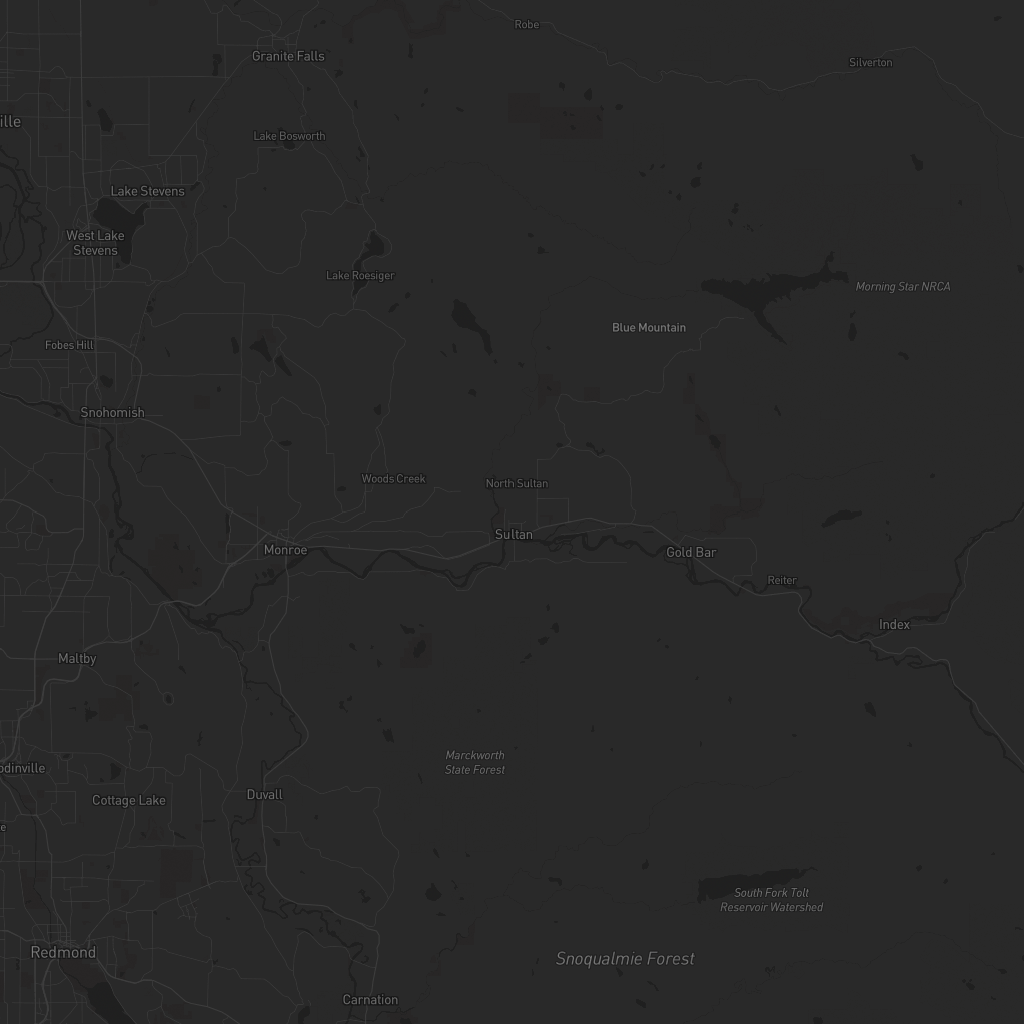 Robe
Granite Falls
Silverton
ille
Lake Bosworth
Lake Stevens
West Lake
Stevens
Lake Roesiger
Morning Star NRCA
Blue Mountain
Fobes Hill
Snohomish
Woods Creek
North Sultan
Sultan
Monroe
Gold Bar
Reiter
Index
Maltby
Marckworth
State Forest
odinville
Duvall
Cottage Lake
e
South Fork Tolt
Reservoir Watershed
Redmond
Snoqualmie Forest
Carnation